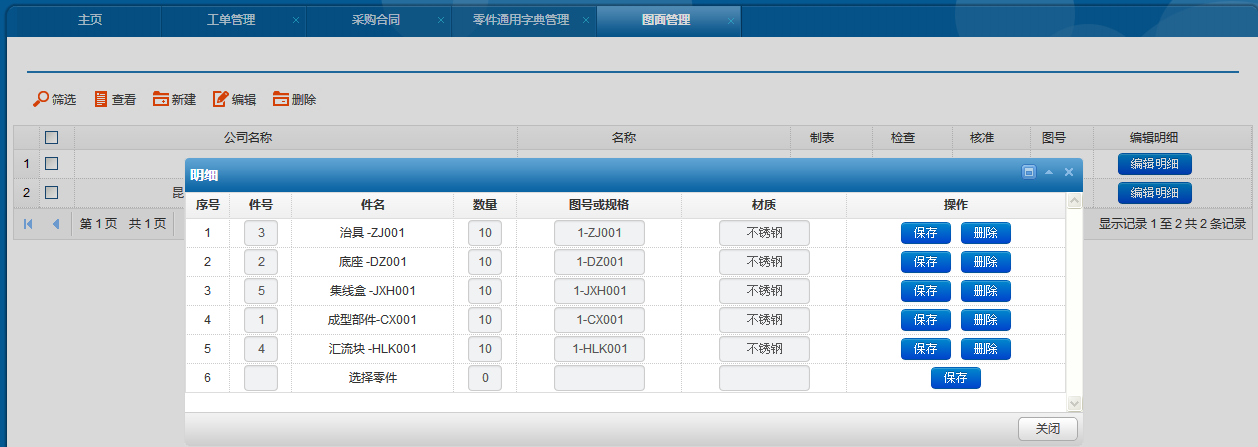 主页 工单管理 采购合同 零件通用字典管理 图面管理
筛选 查看 新建 编辑 删除
公司名称 名称 制表 检查 核准 图号 编辑明细
1 编辑明细
2 昆 编辑明细
第 1 页 共 1 页 显示记录 1 至 2 共 2 条记录
明细
序号 件号 件名 数量 图号或规格 材质 操作
1 3 治具 -ZJ001 10 1-ZJ001 不锈钢 保存 删除
2 2 底座 -DZ001 10 1-DZ001 不锈钢 保存 删除
3 5 集线盒 -JXH001 10 1-JXH001 不锈钢 保存 删除
4 1 成型部件-CX001 10 1-CX001 不锈钢 保存 删除
5 4 汇流块 -HLK001 10 1-HLK001 不锈钢 保存 删除
6 选择零件 0 保存
关闭